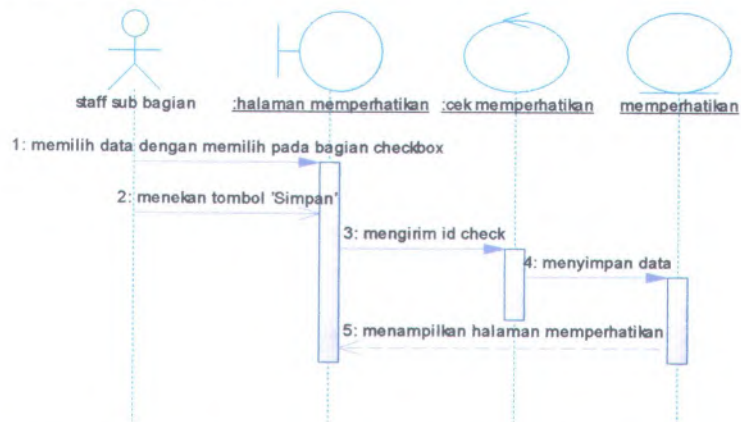 staff sub bagian
:halaman memperhatikan
:cek memperhatikan
memperhatikan
1: memilih data dengan memilih pada bagian checkbox
2: menekan tombol 'Simpan'
3: mengirim id check
4: menyimpan data
5: menampilkan halaman memperhatikan